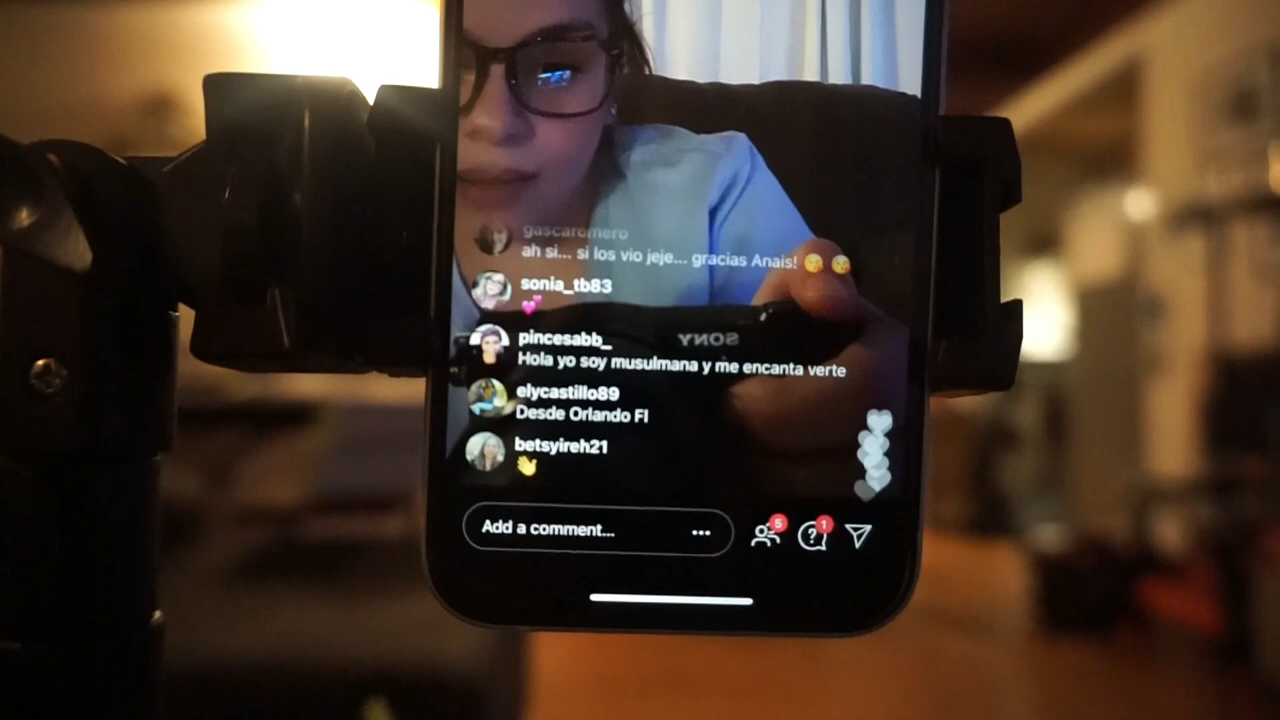 gascaromero
ah si... si los vio jeje... gracias Anais! 😘 😘
sonia_tb83
💕
SONY
pincesabb_
Hola yo soy musulmana y me encanta verte
elycastillo89
Desde Orlando Fl
betsyireh21
👋
Add a comment...
5
1